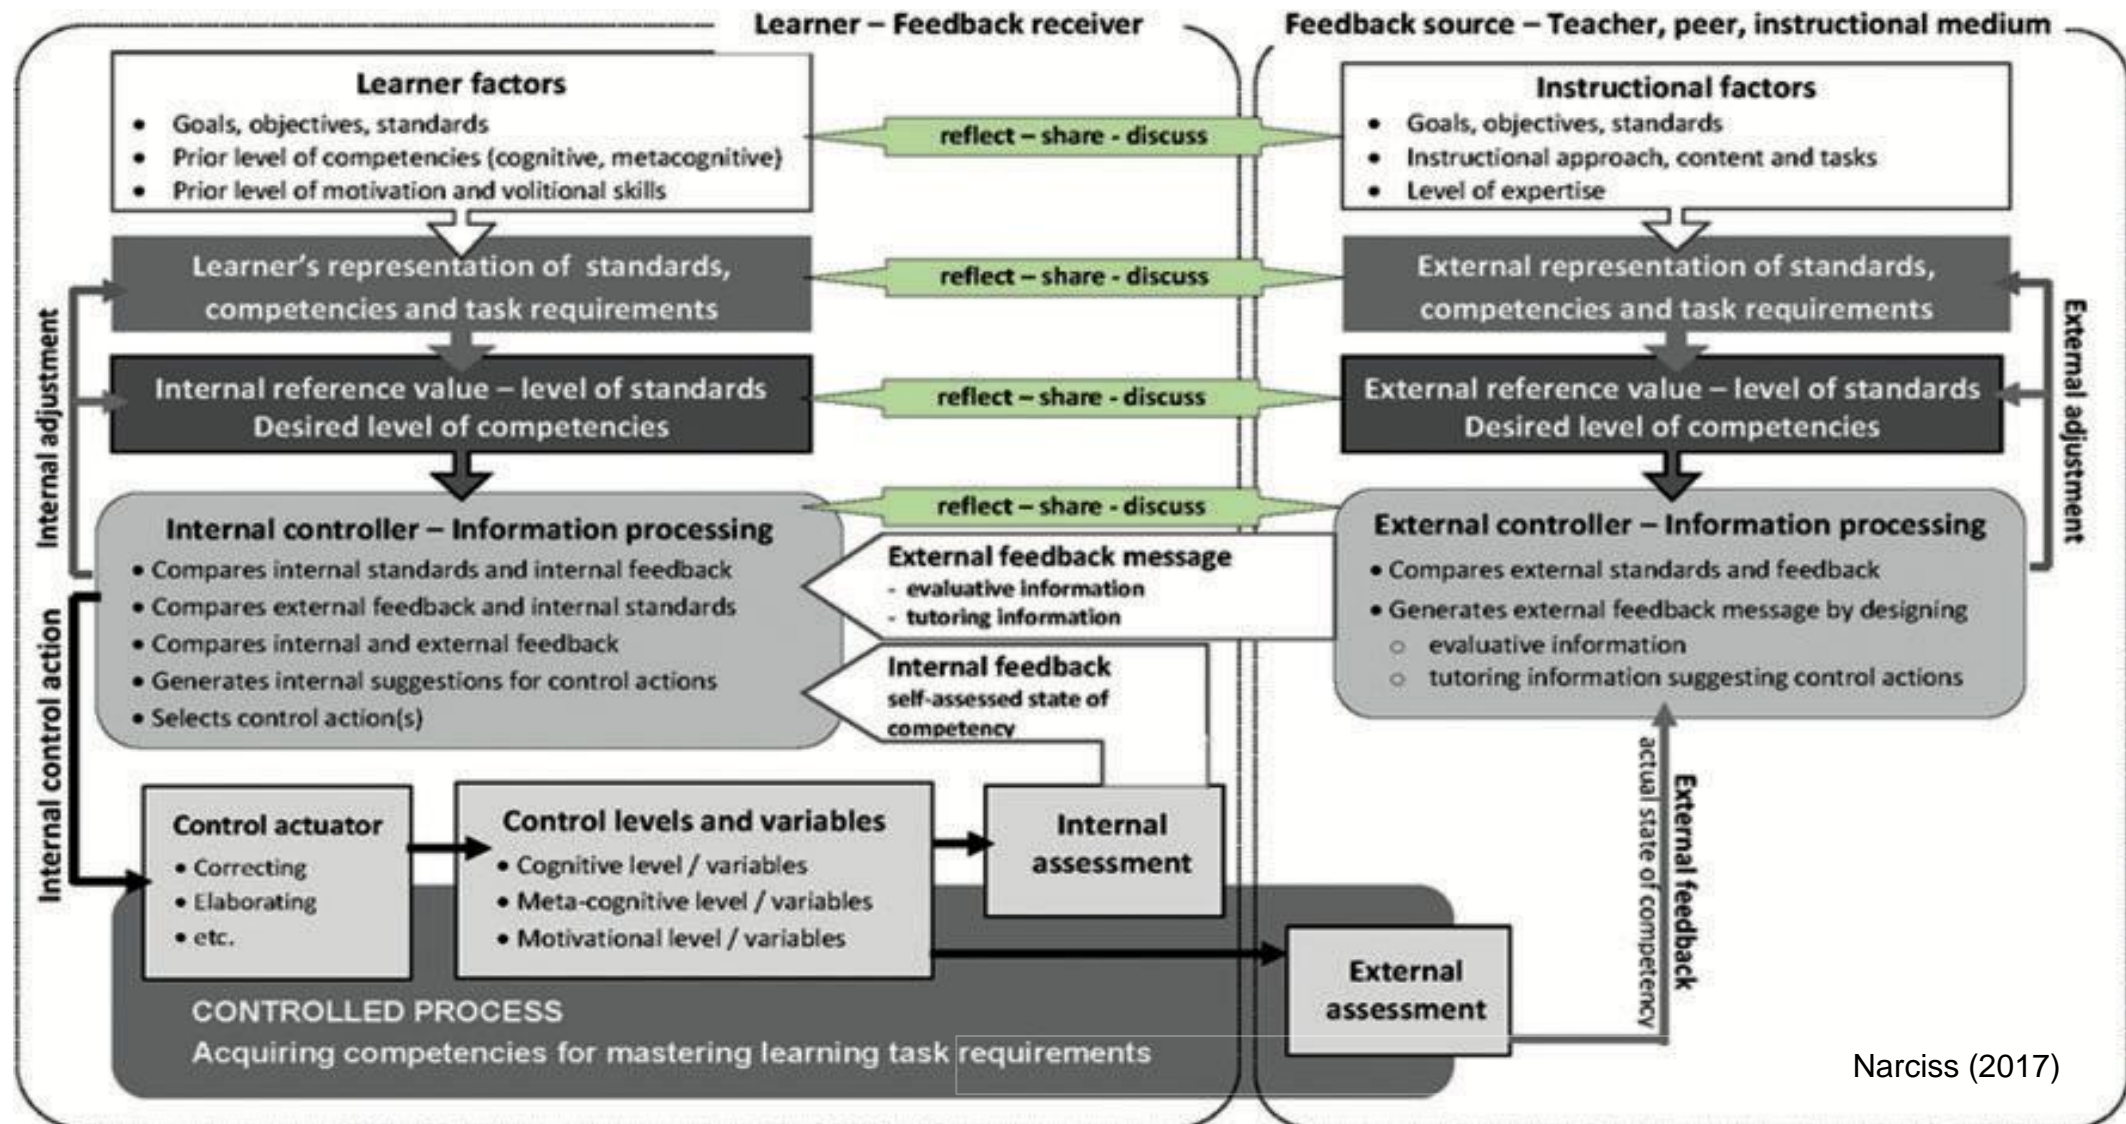 Learner – Feedback receiver
Feedback source – Teacher, peer, instructional medium
Learner factors
• Goals, objectives, standards
• Prior level of competencies (cognitive, metacognitive)
• Prior level of motivation and volitional skills
reflect – share - discuss
Instructional factors
• Goals, objectives, standards
• Instructional approach, content and tasks
• Level of expertise
Learner's representation of standards,
competencies and task requirements
reflect – share - discuss
External representation of standards,
competencies and task requirements
Internal adjustment
Internal reference value – level of standards
Desired level of competencies
reflect – share - discuss
External reference value – level of standards
Desired level of competencies
External adjustment
Internal controller – Information processing
• Compares internal standards and internal feedback
• Compares external feedback and internal standards
• Compares internal and external feedback
• Generates internal suggestions for control actions
• Selects control action(s)
reflect – share - discuss
External feedback message
- evaluative information
- tutoring information
Internal feedback
self-assessed state of
competency
External controller – Information processing
• Compares external standards and feedback
• Generates external feedback message by designing
○ evaluative information
○ tutoring information suggesting control actions
Internal control action
Control actuator
• Correcting
• Elaborating
• etc.
Control levels and variables
• Cognitive level / variables
• Meta-cognitive level / variables
• Motivational level / variables
Internal
assessment
External
assessment
External feedback
actual state of competency
CONTROLLED PROCESS
Acquiring competencies for mastering learning task requirements
Narciss (2017)